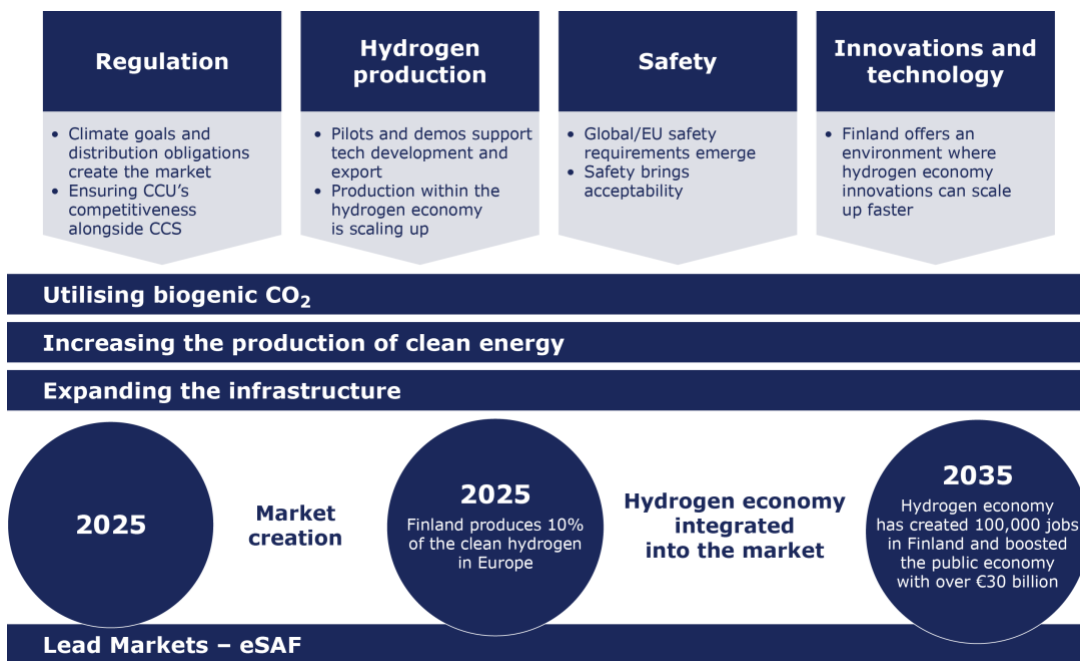 Regulation
Hydrogen
production
Safety
Innovations and
technology
• Climate goals and
distribution obligations
create the market
• Ensuring CCU’s
competitiveness
alongside CCS
• Pilots and demos support
tech development and
export
• Production within the
hydrogen economy
is scaling up
• Global/EU safety
requirements emerge
• Safety brings
acceptability
• Finland offers an
environment where
hydrogen economy
innovations can scale
up faster
Utilising biogenic CO₂
Increasing the production of clean energy
Expanding the infrastructure
2025
Market
creation
2025
Finland produces 10%
of the clean hydrogen
in Europe
Hydrogen economy
integrated
into the market
2035
Hydrogen economy
has created 100,000 jobs
in Finland and boosted
the public economy
with over €30 billion
Lead Markets – eSAF